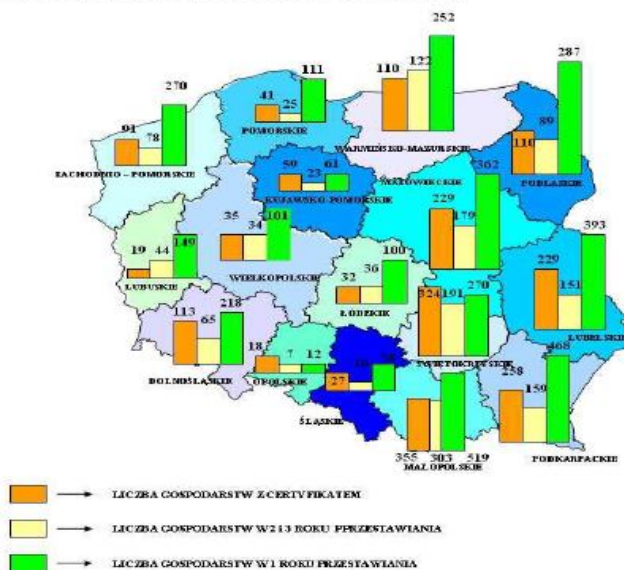 252
287
270
122
111
110
41
25
91
78
89
110
POMORSKIE
WARMIŃSKO-MAZURSKIE
ZACHODNIO – POMORSKIE
PODLASKIE
50
23
61
MAZOWIECKIE
362
KUJAWSKO-POMORSKIE
229
179
35
34
101
393
19
44
149
100
229
151
LUBUSKIE
WIELKOPOLSKIE
32
36
324
191
270
ŁÓDZKIE
LUBELSKIE
113
65
218
ŚWIĘTOKRZYSKIE
468
18
7
12
258
159
DOLNOŚLĄSKIE
OPOLSKIE
27
ŚLĄSKIE
355
303
519
MAŁOPOLSKIE
PODKARPACKIE
LICZBA GOSPODARSTW Z CERTYFIKATEM
LICZBA GOSPODARSTW W 2 I 3 ROKU PPRZESTAWIANIA
LICZBA GOSPODARSTW W 1 ROKU PRZESTAWIANIA